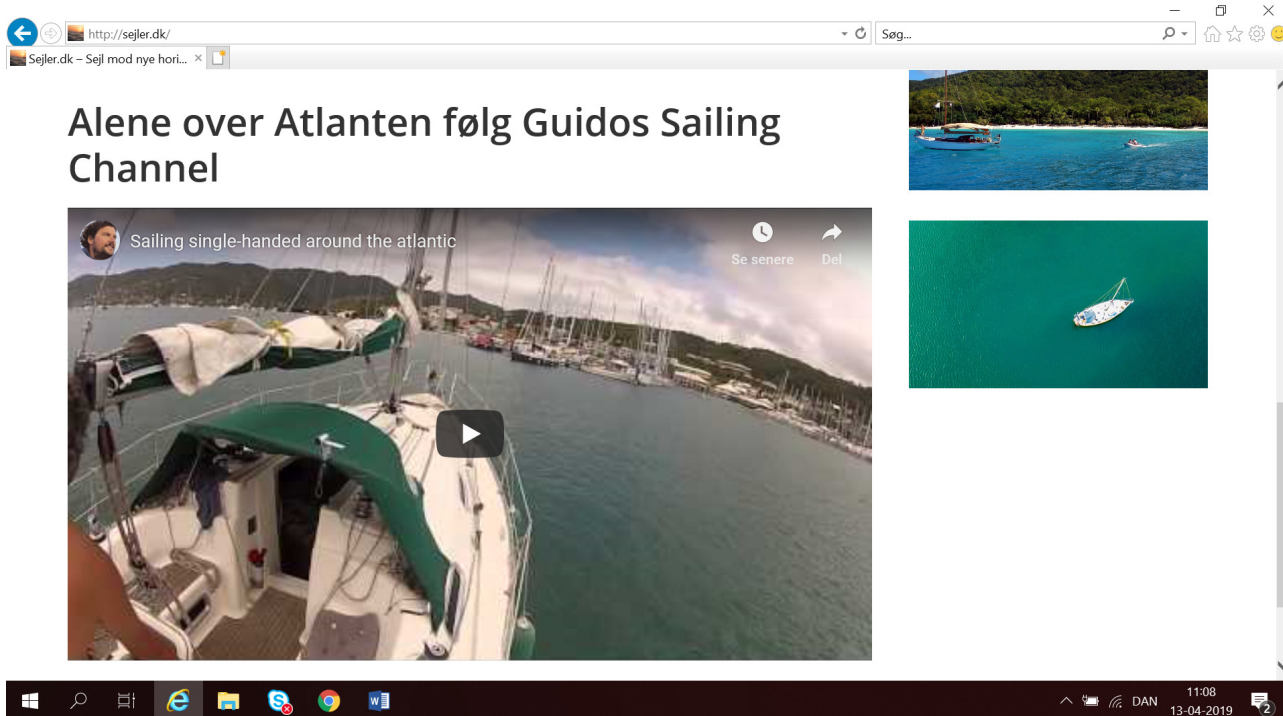 http://sejler.dk/
Søg...
Sejler.dk – Sejl mod nye hori...
Alene over Atlanten følg Guidos Sailing
Channel
Sailing single-handed around the atlantic
Se senere
Del
DAN
11:08
13-04-2019
2